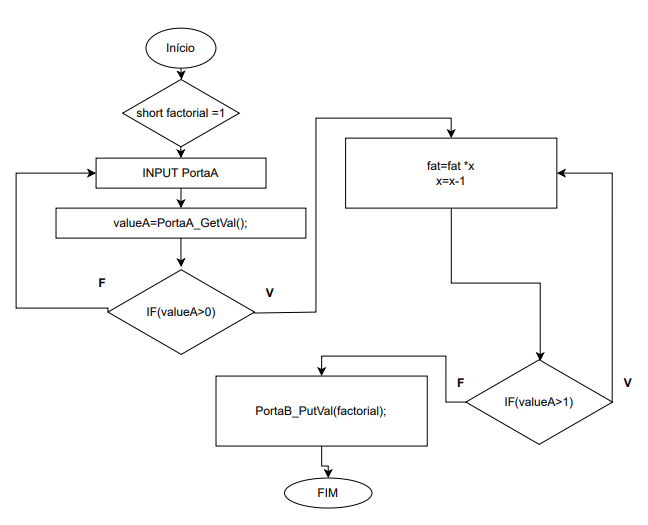 Início
short factorial =1
INPUT PortaA
valueA=PortaA_GetVal();
F
IF(valueA>0)
V
fat=fat *x
x=x-1
IF(valueA>1)
F
V
PortaB_PutVal(factorial);
FIM